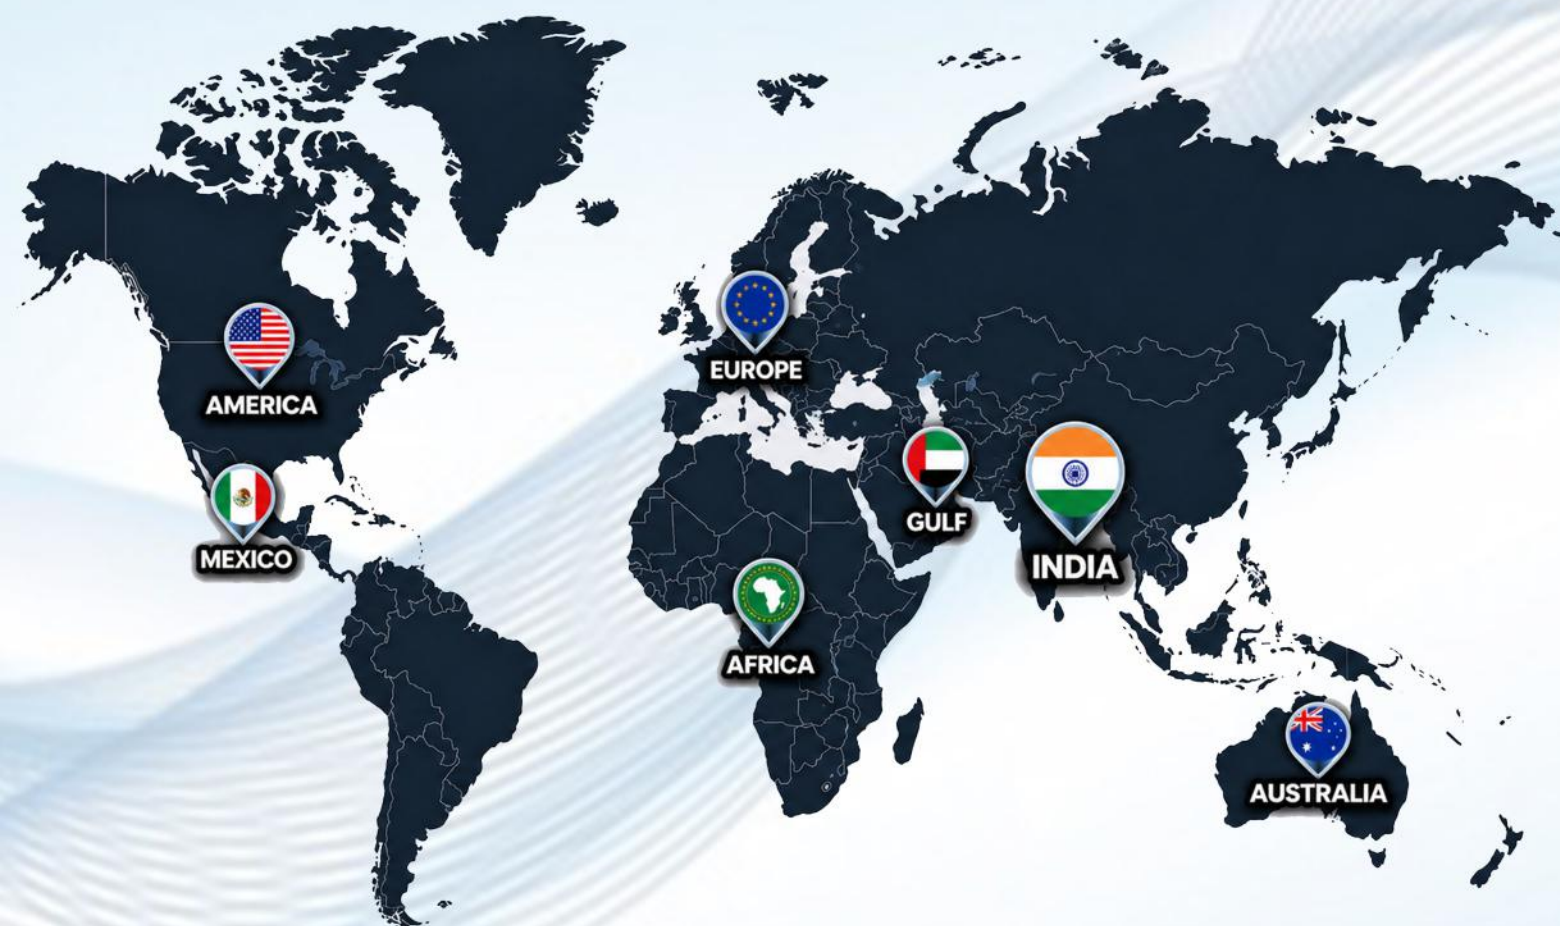 EUROPE
AMERICA
GULF
MEXICO
INDIA
AFRICA
AUSTRALIA